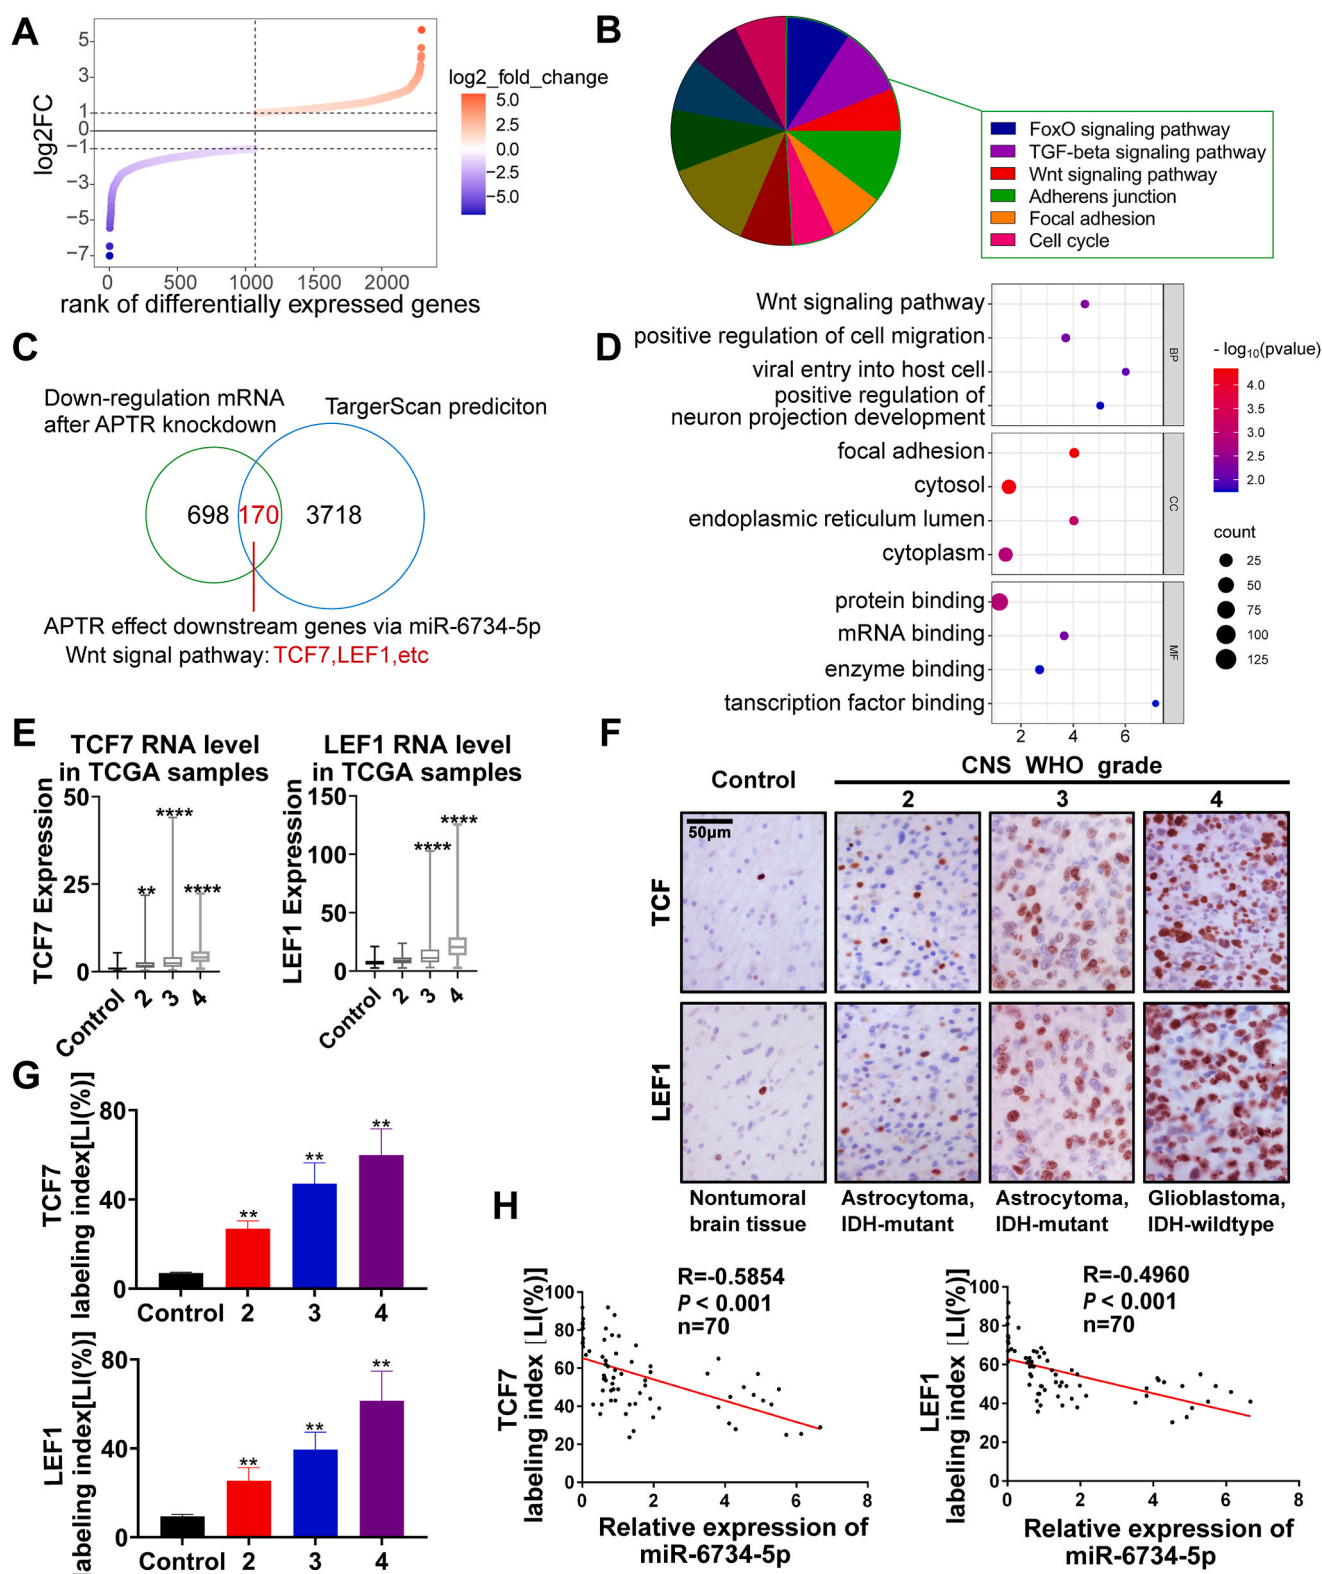 A
5
3
1
0
−1
−3
−5
−7
log2FC
0
500
1000
1500
2000
rank of differentially expressed genes
log2_fold_change
5.0
2.5
0.0
−2.5
−5.0
B
FoxO signaling pathway
TGF-beta signaling pathway
Wnt signaling pathway
Adherens junction
Focal adhesion
Cell cycle
C
Down-regulation mRNA
after APTR knockdown
TargerScan prediciton
698
170
3718
APTR effect downstream genes via miR-6734-5p
Wnt signal pathway: TCF7,LEF1,etc
D
Wnt signaling pathway
positive regulation of cell migration
viral entry into host cell
positive regulation of
neuron projection development
focal adhesion
cytosol
endoplasmic reticulum lumen
cytoplasm
protein binding
mRNA binding
enzyme binding
tanscription factor binding
BP
CC
MF
2
4
6
- log10(pvalue)
4.0
3.5
3.0
2.5
2.0
count
25
50
75
100
125
E
TCF7 RNA level
in TCGA samples
TCF7 Expression
50
25
0
**
****
****
Control
2
3
4
LEF1 RNA level
in TCGA samples
LEF1 Expression
150
100
50
0
****
****
Control
2
3
4
F
Control
CNS WHO grade
2
3
4
50μm
TCF
LEF1
Nontumoral
brain tissue
Astrocytoma,
IDH-mutant
Astrocytoma,
IDH-mutant
Glioblastoma,
IDH-wildtype
G
TCF7
labeling index[LI(%)]
80
40
0
**
**
**
Control
2
3
4
LEF1
labeling index[LI(%)]
80
40
0
**
**
**
Control
2
3
4
H
TCF7
labeling index [LI(%)]
R=-0.5854
P < 0.001
n=70
100
80
60
40
20
0
0
2
4
6
8
Relative expression of
miR-6734-5p
LEF1
labeling index [LI(%)]
R=-0.4960
P < 0.001
n=70
100
80
60
40
20
0
0
2
4
6
8
Relative expression of
miR-6734-5p